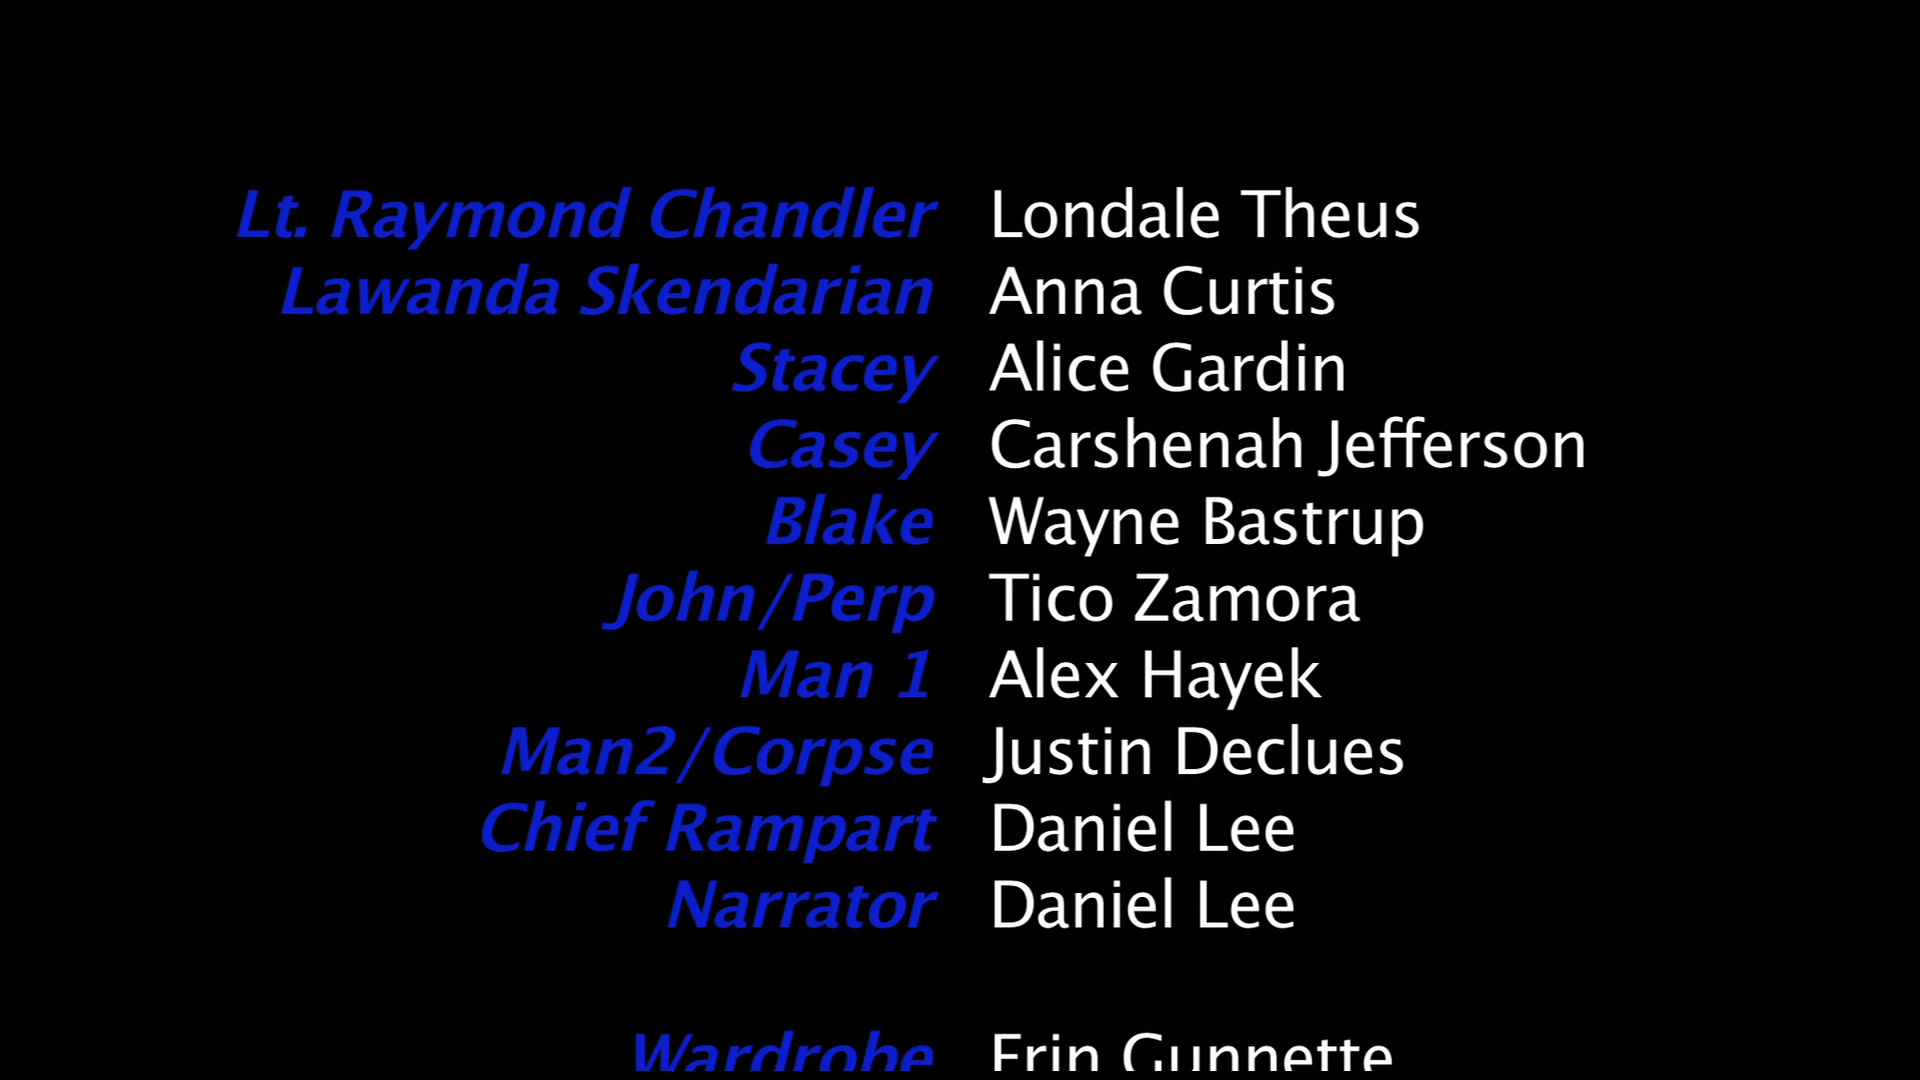 Lt. Raymond Chandler Londale Theus
Lawanda Skendarian Anna Curtis
Stacey Alice Gardin
Casey Carshenah Jefferson
Blake Wayne Bastrup
John/Perp Tico Zamora
Man 1 Alex Hayek
Man2/Corpse Justin Declues
Chief Rampart Daniel Lee
Narrator Daniel Lee
Wardrobe Erin Gunnette